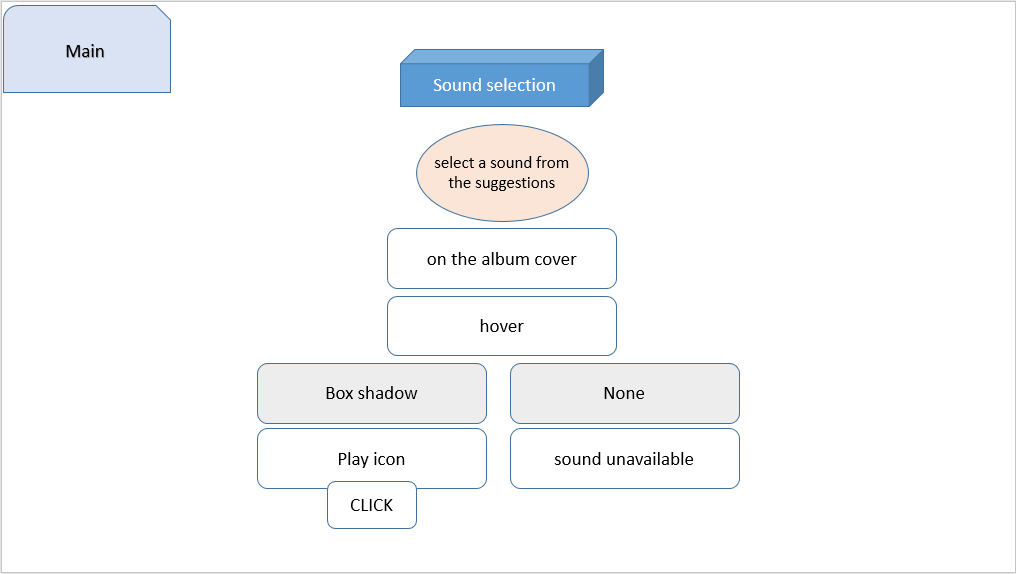 Main
Sound selection
select a sound from
the suggestions
on the album cover
hover
Box shadow
None
Play icon
sound unavailable
CLICK